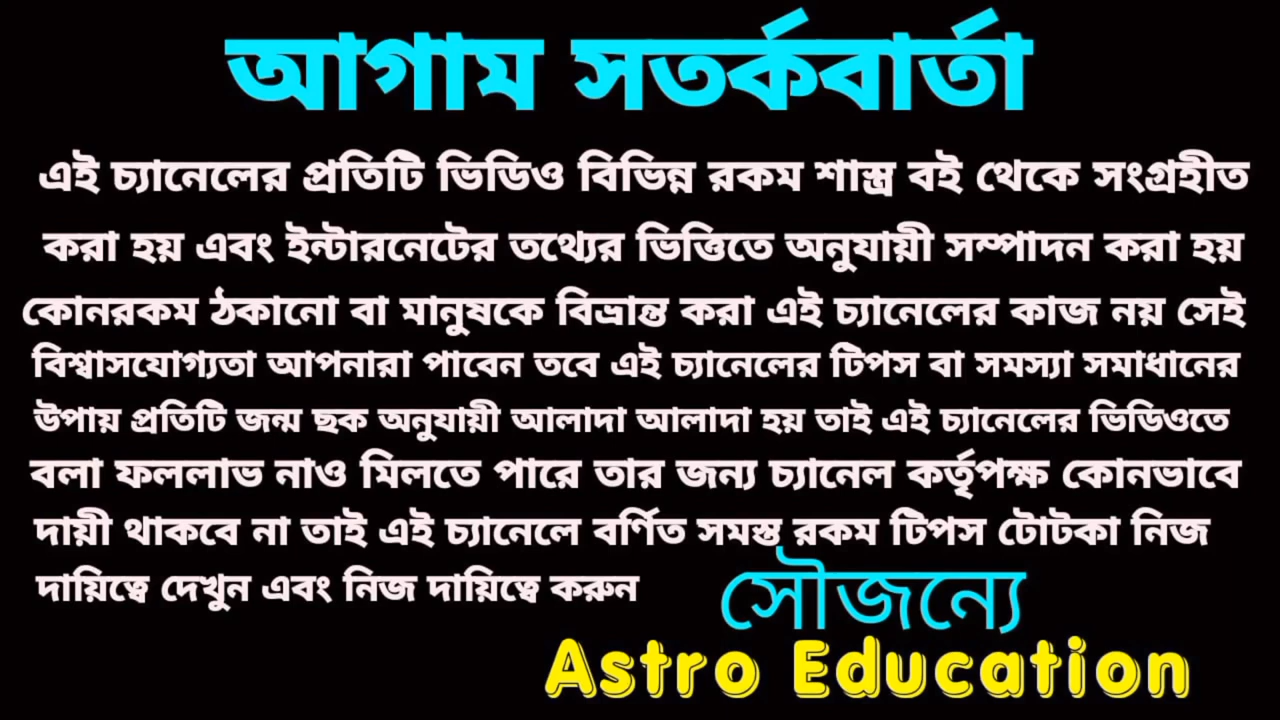 আগাম সতর্কবার্তা
এই চ্যানেলের প্রতিটি ভিডিও বিভিন্ন রকম শাস্ত্র বই থেকে সংগ্রহীত
করা হয় এবং ইন্টারনেটের তথ্যের ভিত্তিতে অনুযায়ী সম্পাদন করা হয়
কোনরকম ঠকানো বা মানুষকে বিভ্রান্ত করা এই চ্যানেলের কাজ নয় সেই
বিশ্বাসযোগ্যতা আপনারা পাবেন তবে এই চ্যানেলের টিপস বা সমস্যা সমাধানের
উপায় প্রতিটি জন্ম ছক অনুযায়ী আলাদা আলাদা হয় তাই এই চ্যানেলের ভিডিওতে
বলা ফললাভ নাও মিলতে পারে তার জন্য চ্যানেল কর্তৃপক্ষ কোনভাবে
দায়ী থাকবে না তাই এই চ্যানেলে বর্ণিত সমস্ত রকম টিপস টোটকা নিজ
দায়িত্বে দেখুন এবং নিজ দায়িত্বে করুন
সৌজন্যে
Astro Education